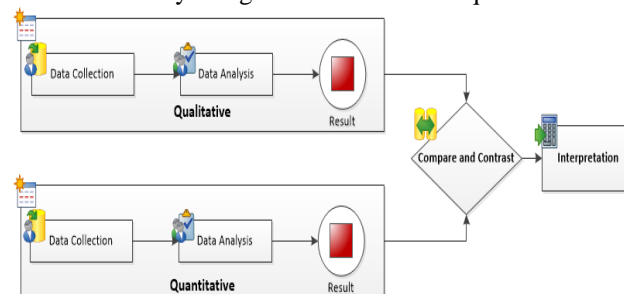 Data Collection
Data Analysis
Qualitative
Result
Compare and Contrast
Interpretation
Data Collection
Data Analysis
Quantitative
Result